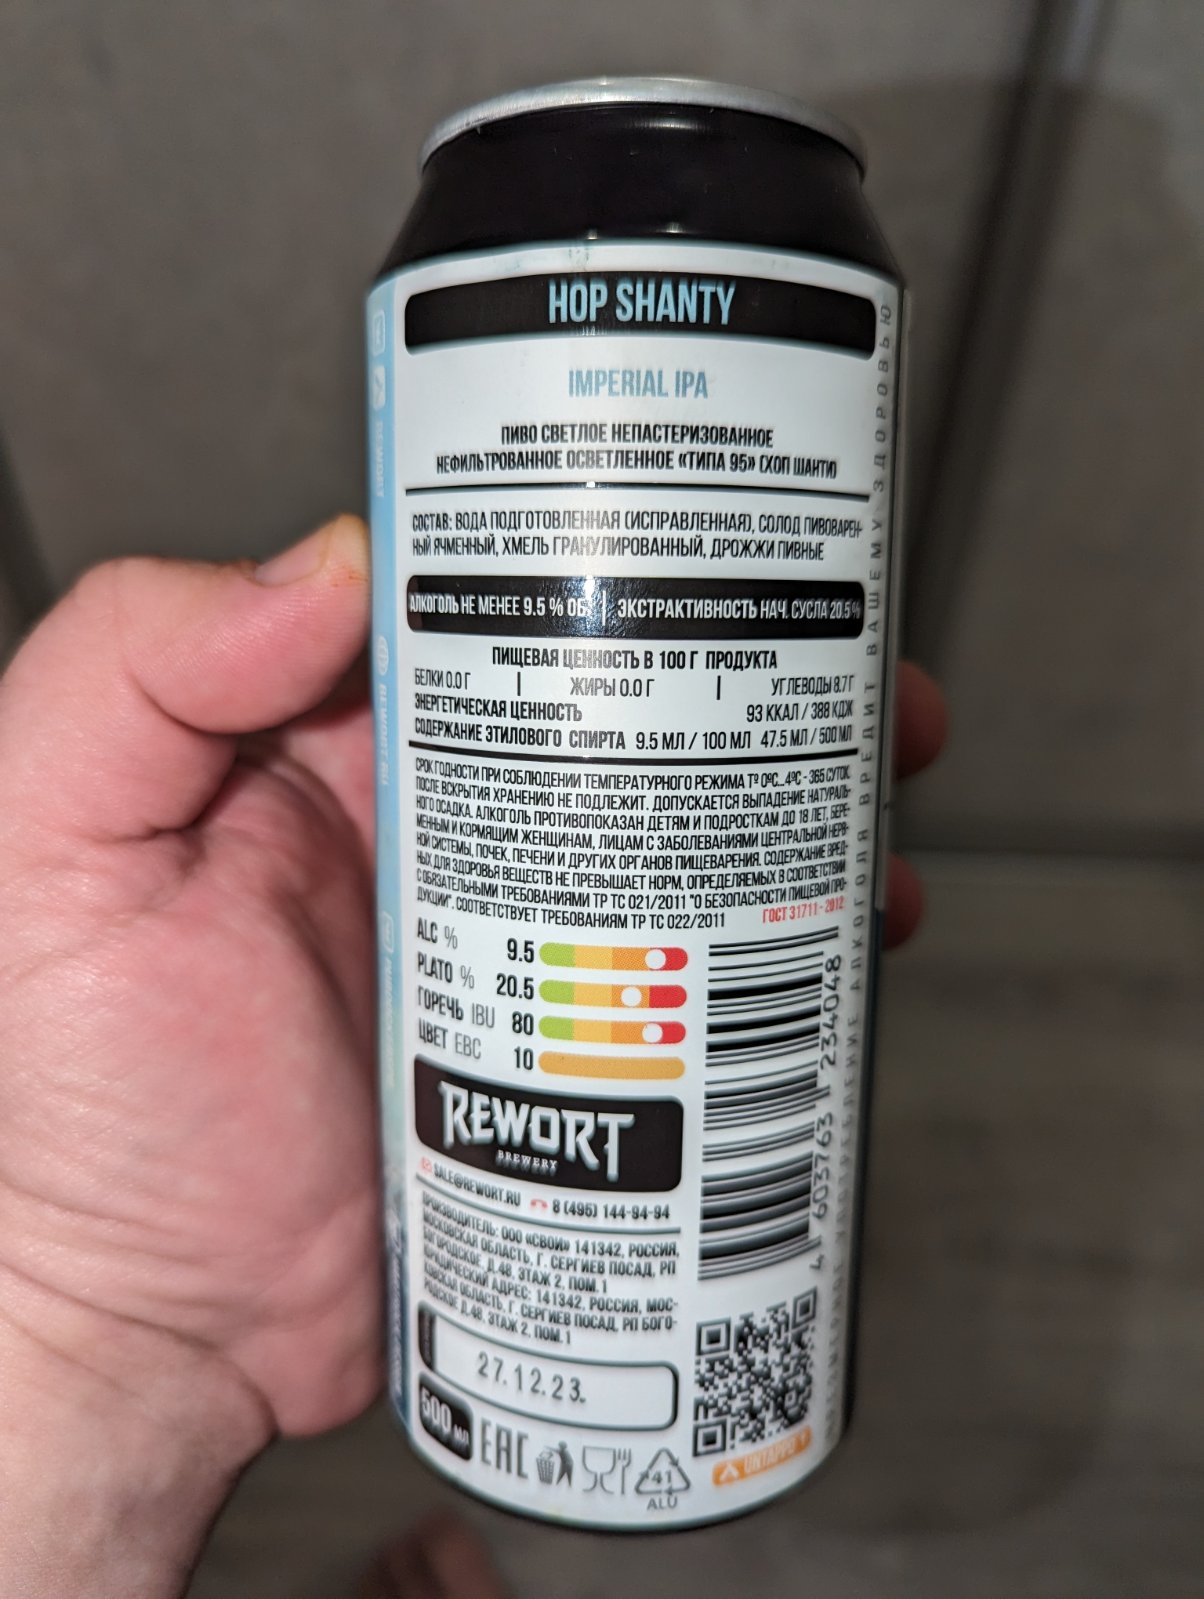 HOP SHANTY
IMPERIAL IPA
ПИВО СВЕТЛОЕ НЕПАСТЕРИЗОВАННОЕ
НЕФИЛЬТРОВАННОЕ ОСВЕТЛЕННОЕ «ТИПА 95» (ХОП ШАНТИ)
СОСТАВ: ВОДА ПОДГОТОВЛЕННАЯ (ИСПРАВЛЕННАЯ), СОЛОД ПИВОВАРЕН-
НЫЙ ЯЧМЕННЫЙ, ХМЕЛЬ ГРАНУЛИРОВАННЫЙ, ДРОЖЖИ ПИВНЫЕ
АЛКОГОЛЬ НЕ МЕНЕЕ 9.5 % ОБ. | ЭКСТРАКТИВНОСТЬ НАЧ. СУСЛА 20.5 %
ПИЩЕВАЯ ЦЕННОСТЬ В 100 Г ПРОДУКТА
БЕЛКИ 0.0 Г | ЖИРЫ 0.0 Г | УГЛЕВОДЫ 8.7 Г
ЭНЕРГЕТИЧЕСКАЯ ЦЕННОСТЬ 93 ККАЛ / 388 КДЖ
СОДЕРЖАНИЕ ЭТИЛОВОГО СПИРТА 9.5 МЛ / 100 МЛ 47.5 МЛ / 500 МЛ
СРОК ГОДНОСТИ ПРИ СОБЛЮДЕНИИ ТЕМПЕРАТУРНОГО РЕЖИМА Tº 0ºC...4ºC - 365 СУТОК.
ПОСЛЕ ВСКРЫТИЯ ХРАНЕНИЮ НЕ ПОДЛЕЖИТ. ДОПУСКАЕТСЯ ВЫПАДЕНИЕ НАТУРАЛЬ-
НОГО ОСАДКА. АЛКОГОЛЬ ПРОТИВОПОКАЗАН ДЕТЯМ И ПОДРОСТКАМ ДО 18 ЛЕТ, БЕРЕ-
МЕННЫМ И КОРМЯЩИМ ЖЕНЩИНАМ, ЛИЦАМ С ЗАБОЛЕВАНИЯМИ ЦЕНТРАЛЬНОЙ НЕРВ-
НОЙ СИСТЕМЫ, ПОЧЕК, ПЕЧЕНИ И ДРУГИХ ОРГАНОВ ПИЩЕВАРЕНИЯ. СОДЕРЖАНИЕ ВРЕД-
НЫХ ДЛЯ ЗДОРОВЬЯ ВЕЩЕСТВ НЕ ПРЕВЫШАЕТ НОРМ, ОПРЕДЕЛЯЕМЫХ В СООТВЕТСТВИИ
С ОБЯЗАТЕЛЬНЫМИ ТРЕБОВАНИЯМИ ТР ТС 021/2011 "О БЕЗОПАСНОСТИ ПИЩЕВОЙ ПРО-
ДУКЦИИ". СООТВЕТСТВУЕТ ТРЕБОВАНИЯМ ТР ТС 022/2011 ГОСТ 31711-2012
ALC % 9.5
PLATO % 20.5
ГОРЕЧЬ IBU 80
ЦВЕТ EBC 10
REWORT
BREWERY
SALE@REWORT.RU 8 (495) 144-94-94
ПРОИЗВОДИТЕЛЬ: ООО «СВОИ» 141342, РОССИЯ,
МОСКОВСКАЯ ОБЛАСТЬ, Г. СЕРГИЕВ ПОСАД, РП
БОГОРОДСКОЕ, Д.48, ЭТАЖ 2, ПОМ. 1
ЮРИДИЧЕСКИЙ АДРЕС: 141342, РОССИЯ, МОС-
КОВСКАЯ ОБЛАСТЬ, Г. СЕРГИЕВ ПОСАД, РП БОГО-
РОДСКОЕ Д.48, ЭТАЖ 2, ПОМ. 1
27.12.23.
500 МЛ
EAC
41
ALU
4 603763 234048
UNTAPPD
ЧРЕЗМЕРНОЕ УПОТРЕБЛЕНИЕ АЛКОГОЛЯ ВРЕДИТ ВАШЕМУ ЗДОРОВЬЮ
REWORT
REWORT.RU